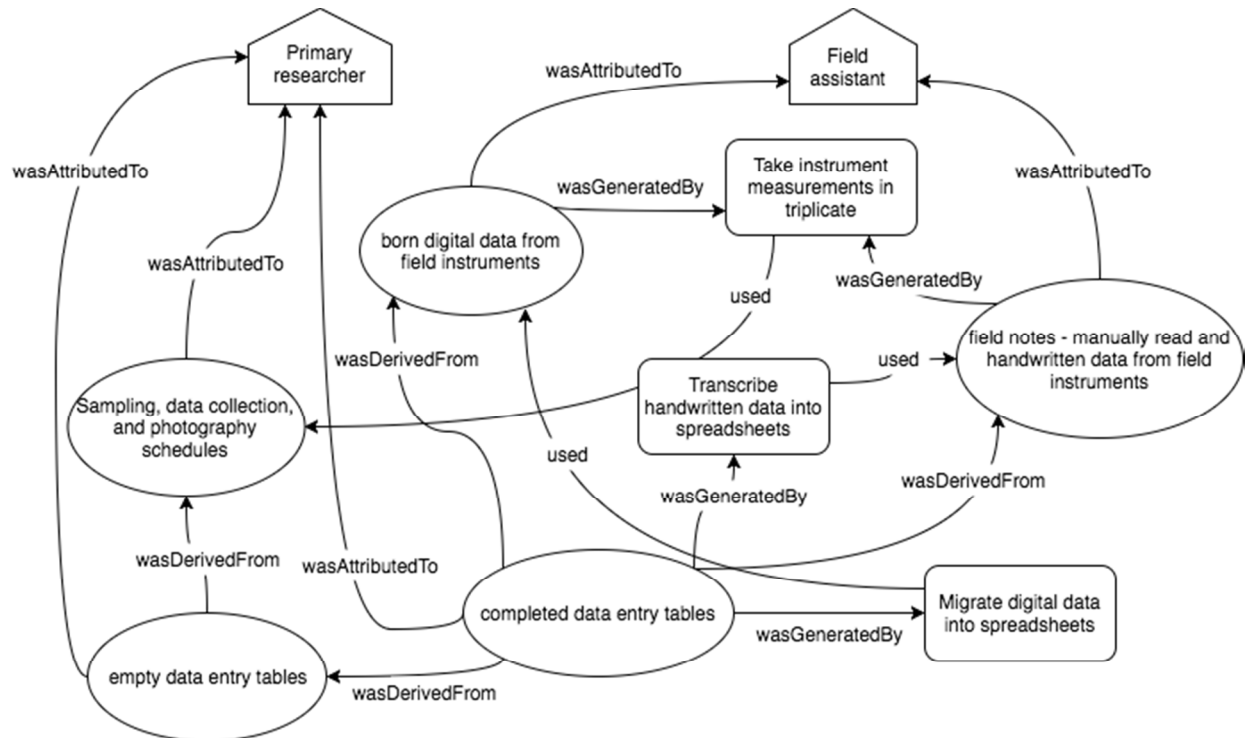 Primary
researcher
Field
assistant
wasAttributedTo
wasAttributedTo
Take instrument
measurements in
triplicate
wasAttributedTo
wasGeneratedBy
born digital data from
field instruments
wasAttributedTo
wasGeneratedBy
used
field notes - manually read and
handwritten data from field
instruments
wasDerivedFrom
used
Transcribe
handwritten data into
spreadsheets
Sampling, data collection,
and photography
schedules
used
wasGeneratedBy
wasDerivedFrom
wasDerivedFrom
wasAttributedTo
completed data entry tables
Migrate digital data
into spreadsheets
wasGeneratedBy
empty data entry tables
wasDerivedFrom